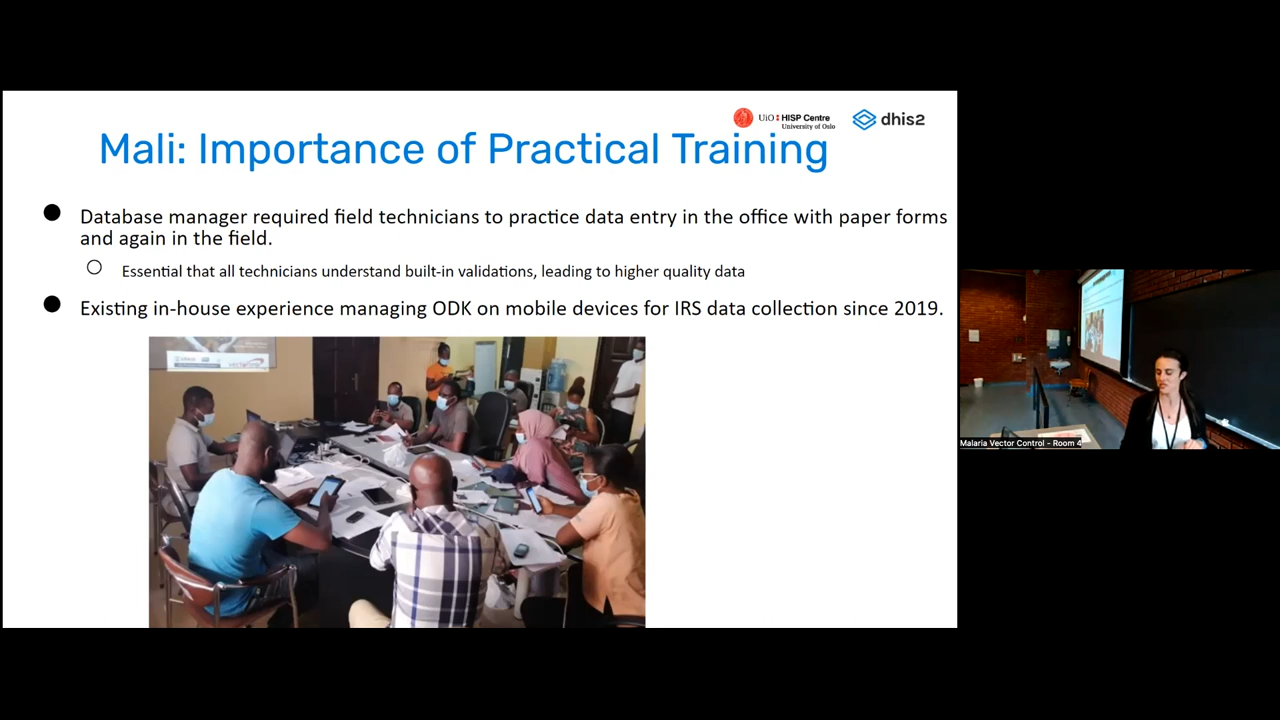 UiO HISP Centre
University of Oslo
dhis2
Mali: Importance of Practical Training
Database manager required field technicians to practice data entry in the office with paper forms
and again in the field.
Essential that all technicians understand built-in validations, leading to higher quality data
Existing in-house experience managing ODK on mobile devices for IRS data collection since 2019.
Malaria Vector Control - Room 4